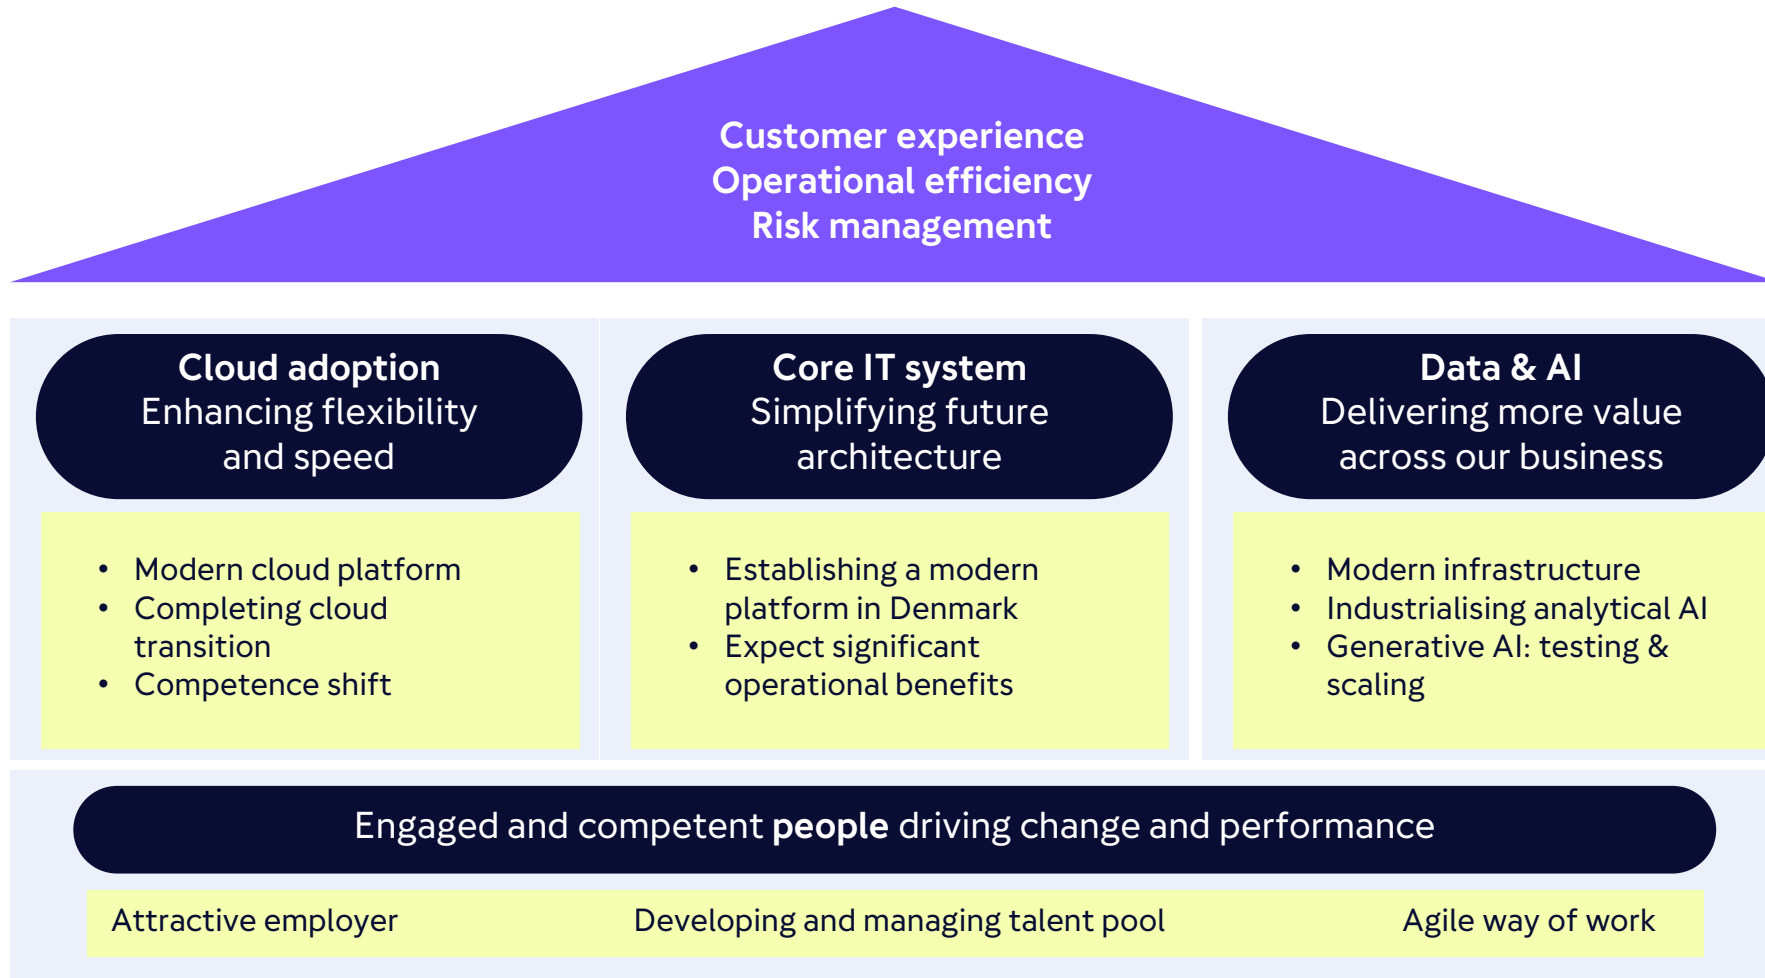 Customer experience
Operational efficiency
Risk management
Cloud adoption
Enhancing flexibility
and speed
• Modern cloud platform
• Completing cloud
transition
• Competence shift
Core IT system
Simplifying future
architecture
• Establishing a modern
platform in Denmark
• Expect significant
operational benefits
Data & AI
Delivering more value
across our business
• Modern infrastructure
• Industrialising analytical AI
• Generative AI: testing &
scaling
Engaged and competent people driving change and performance
Attractive employer
Developing and managing talent pool
Agile way of work